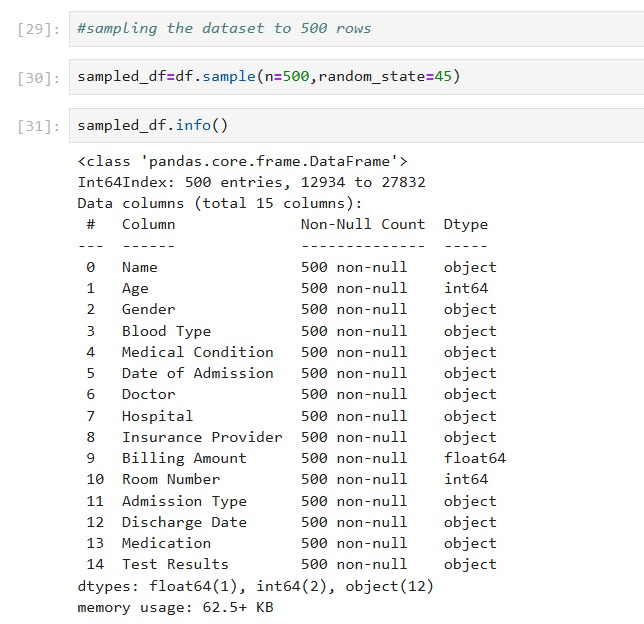 [29]: #sampling the dataset to 500 rows
[30]: sampled_df=df.sample(n=500,random_state=45)
[31]: sampled_df.info()
<class 'pandas.core.frame.DataFrame'>
Int64Index: 500 entries, 12934 to 27832
Data columns (total 15 columns):
 #   Column              Non-Null Count  Dtype
---  ------              --------------  -----
 0   Name                500 non-null    object
 1   Age                 500 non-null    int64
 2   Gender              500 non-null    object
 3   Blood Type          500 non-null    object
 4   Medical Condition   500 non-null    object
 5   Date of Admission   500 non-null    object
 6   Doctor              500 non-null    object
 7   Hospital            500 non-null    object
 8   Insurance Provider  500 non-null    object
 9   Billing Amount      500 non-null    float64
 10  Room Number         500 non-null    int64
 11  Admission Type      500 non-null    object
 12  Discharge Date      500 non-null    object
 13  Medication          500 non-null    object
 14  Test Results        500 non-null    object
dtypes: float64(1), int64(2), object(12)
memory usage: 62.5+ KB